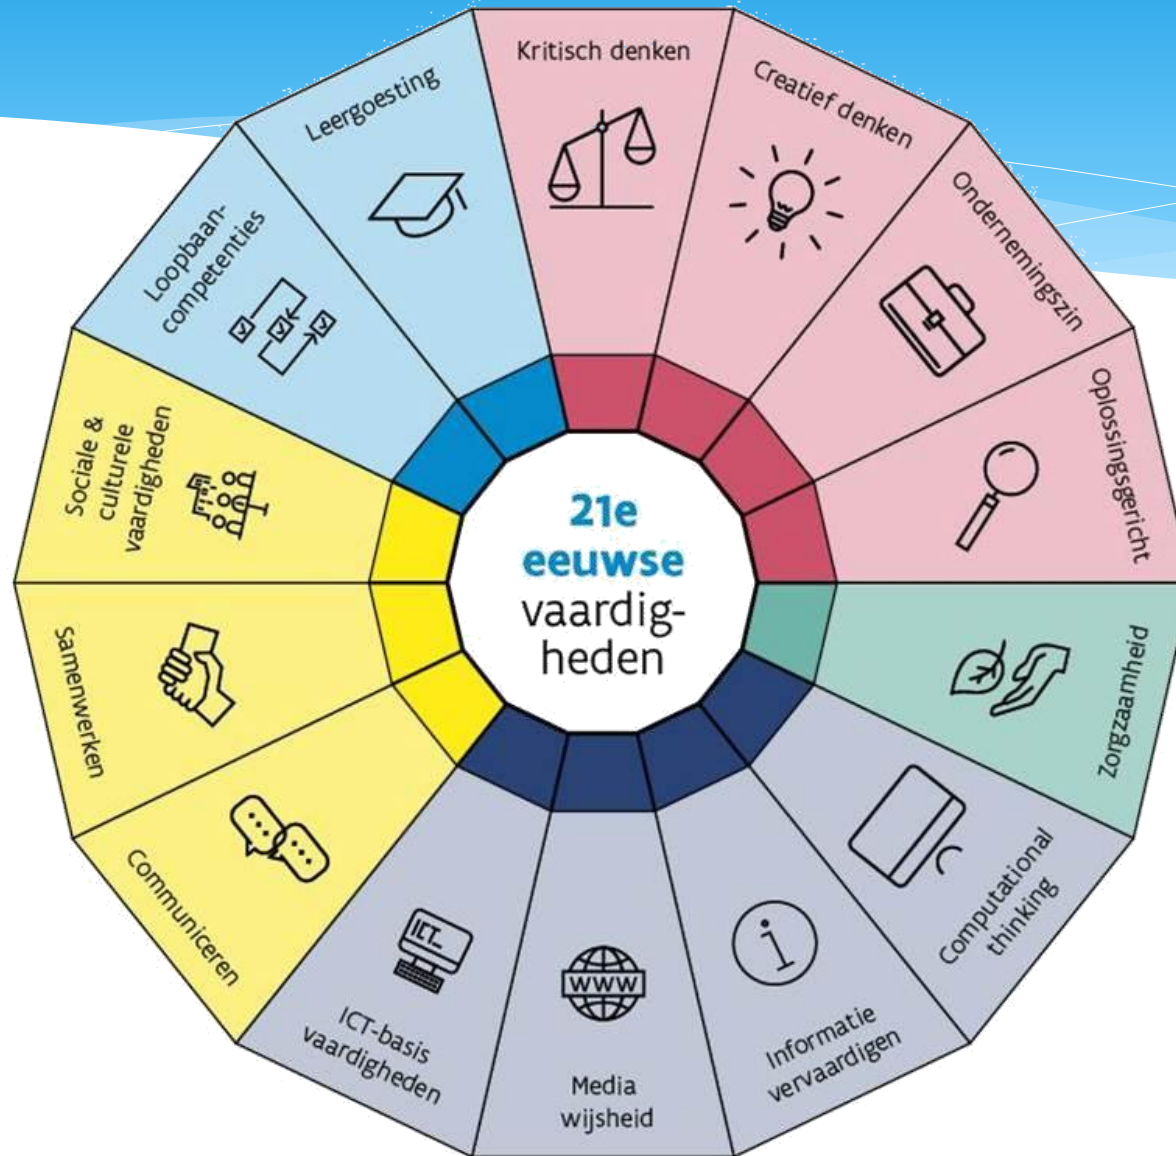 Kritisch denken
Creatief denken
Ondernemingszin
Oplossingsgericht
Zorgzaamheid
Computational
thinking
Informatie
vervaardigen
Media
wijsheid
WWW
ICT-basis
vaardigheden
ICT_
Communiceren
Samenwerken
Sociale &
culturele
vaardigheden
Loopbaan-
competenties
Leergoesting
21e
eeuwse
vaardig-
heden
i